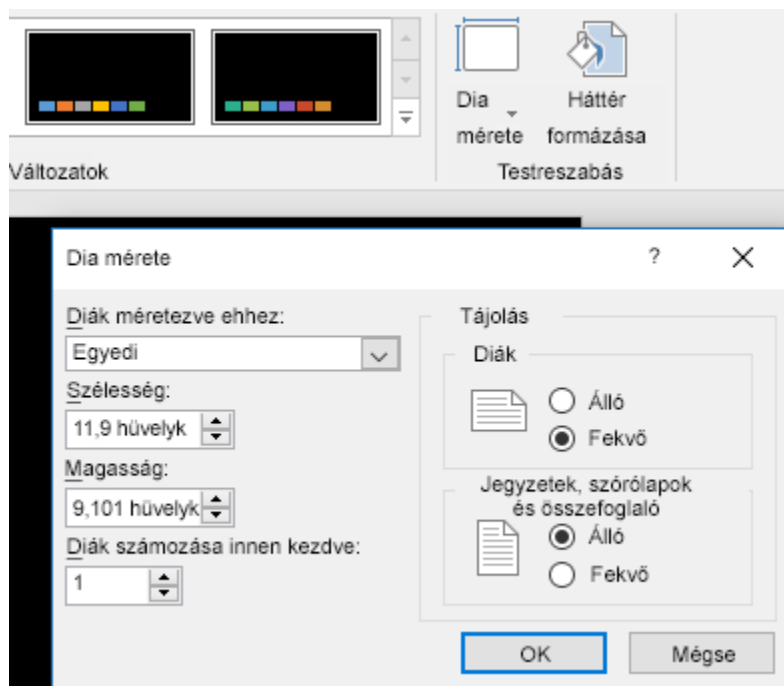 Dia
mérete
Háttér
formázása
Változatok
Testreszabás
Dia mérete
?
Diák méretezve ehhez:
Egyedi
Szélesség:
11,9 hüvelyk
Magasság:
9,101 hüvelyk
Diák számozása innen kezdve:
1
Tájolás
Diák
Álló
Fekvő
Jegyzetek, szórólapok
és összefoglaló
Álló
Fekvő
OK
Mégse